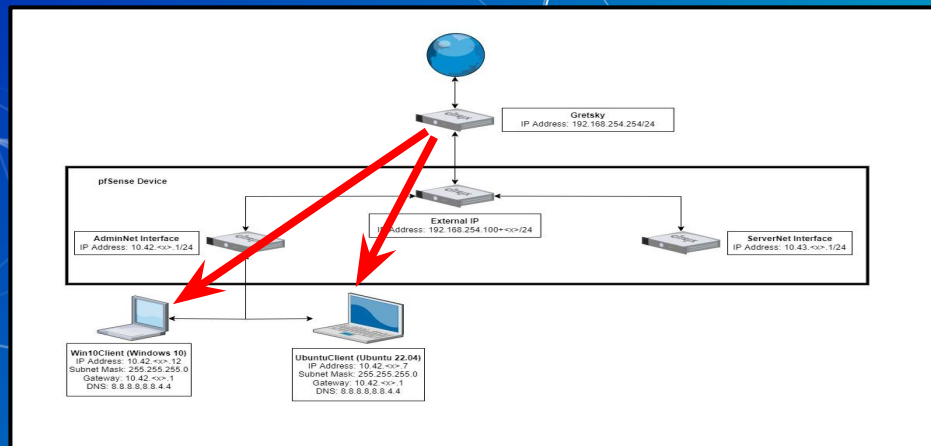 Gretsky
IP Address: 192.168.254.254/24
pfSense Device
External IP
IP Address: 192.168.254.100+<x>/24
AdminNet Interface
IP Address: 10.42.<x>.1/24
ServerNet Interface
IP Address: 10.43.<x>.1/24
Win10Client (Windows 10)
IP Address: 10.42.<x>.12
Subnet Mask: 255.255.255.0
Gateway: 10.42.<x>.1
DNS: 8.8.8.8,8.8.4.4
UbuntuClient (Ubuntu 22.04)
IP Address: 10.42.<x>.7
Subnet Mask: 255.255.255.0
Gateway: 10.42.<x>.1
DNS: 8.8.8.8,8.8.4.4